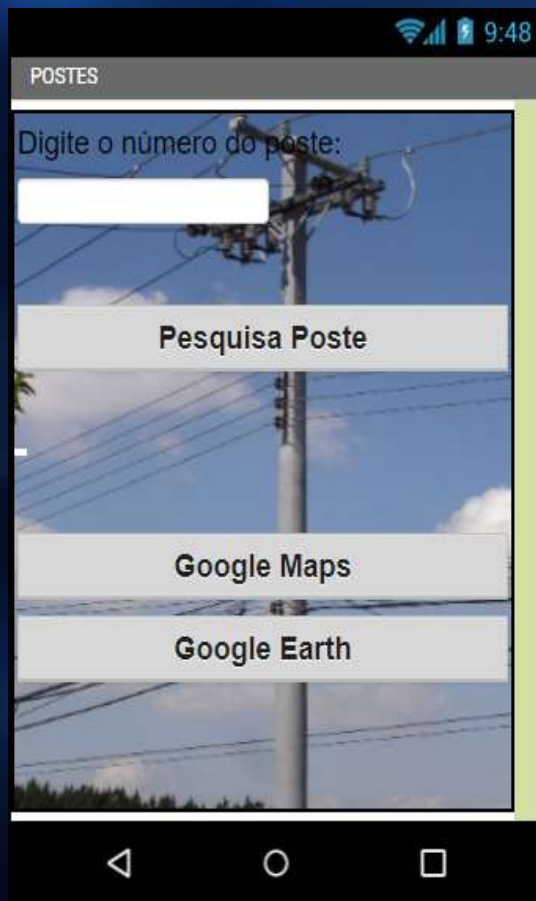 9:48
POSTES
Digite o número do poste:
Pesquisa Poste
Google Maps
Google Earth